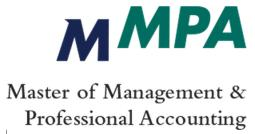 MMPA
Master of Management &
Professional Accounting